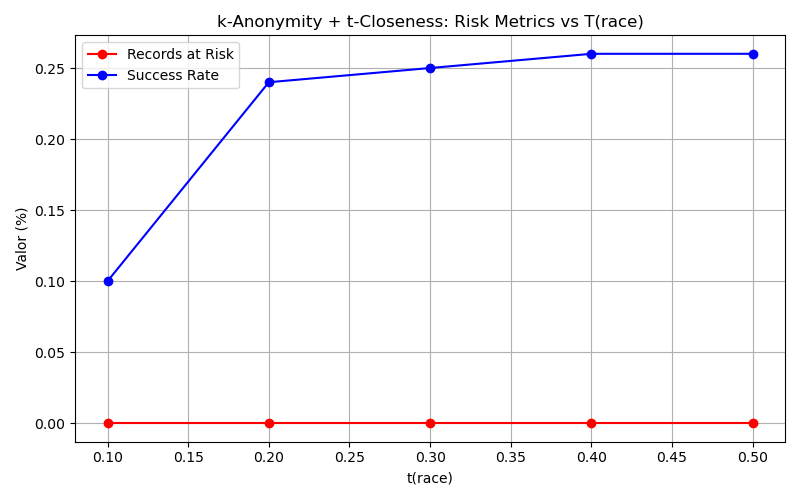 k-Anonymity + t-Closeness: Risk Metrics vs T(race)
Records at Risk
Success Rate
Valor (%)
0.25
0.20
0.15
0.10
0.05
0.00
0.10 0.15 0.20 0.25 0.30 0.35 0.40 0.45 0.50
t(race)